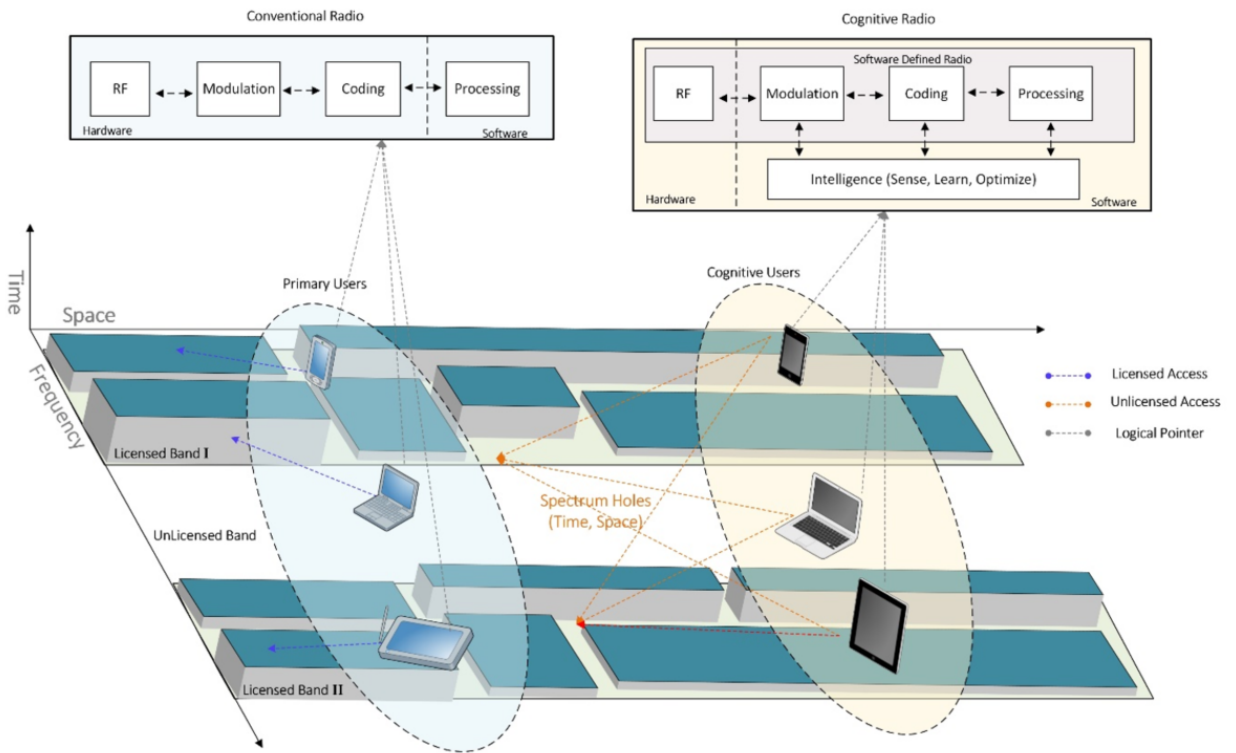 Conventional Radio
RF
Modulation
Coding
Processing
Hardware
Software
Cognitive Radio
Software Defined Radio
RF
Modulation
Coding
Processing
Intelligence (Sense, Learn, Optimize)
Hardware
Software
Time
Space
Frequency
Primary Users
Cognitive Users
Licensed Access
Unlicensed Access
Logical Pointer
Licensed Band I
Spectrum Holes
(Time, Space)
UnLicensed Band
Licensed Band II